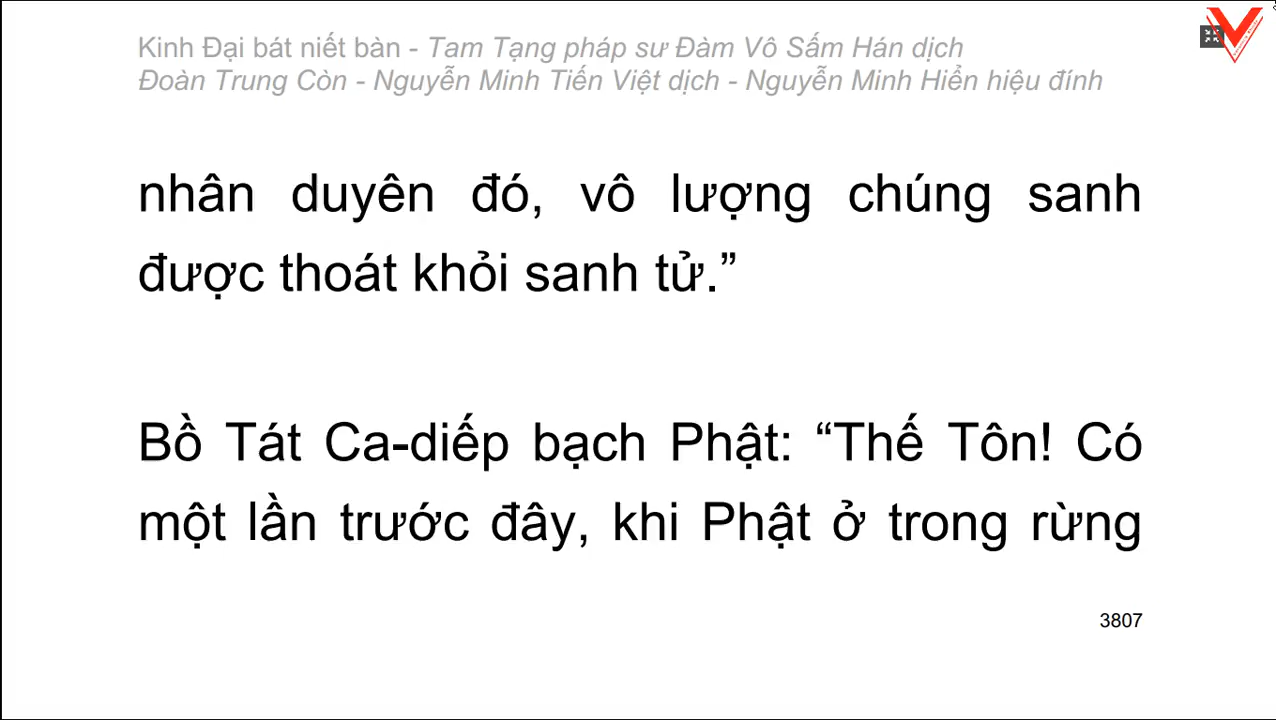 Kinh Đại bát niết bàn - Tam Tạng pháp sư Đàm Vô Sấm Hán dịch
Đoàn Trung Còn - Nguyễn Minh Tiến Việt dịch - Nguyễn Minh Hiển hiệu đính
nhân duyên đó, vô lượng chúng sanh
được thoát khỏi sanh tử.”
Bồ Tát Ca-diếp bạch Phật: “Thế Tôn! Có
một lần trước đây, khi Phật ở trong rừng
3807